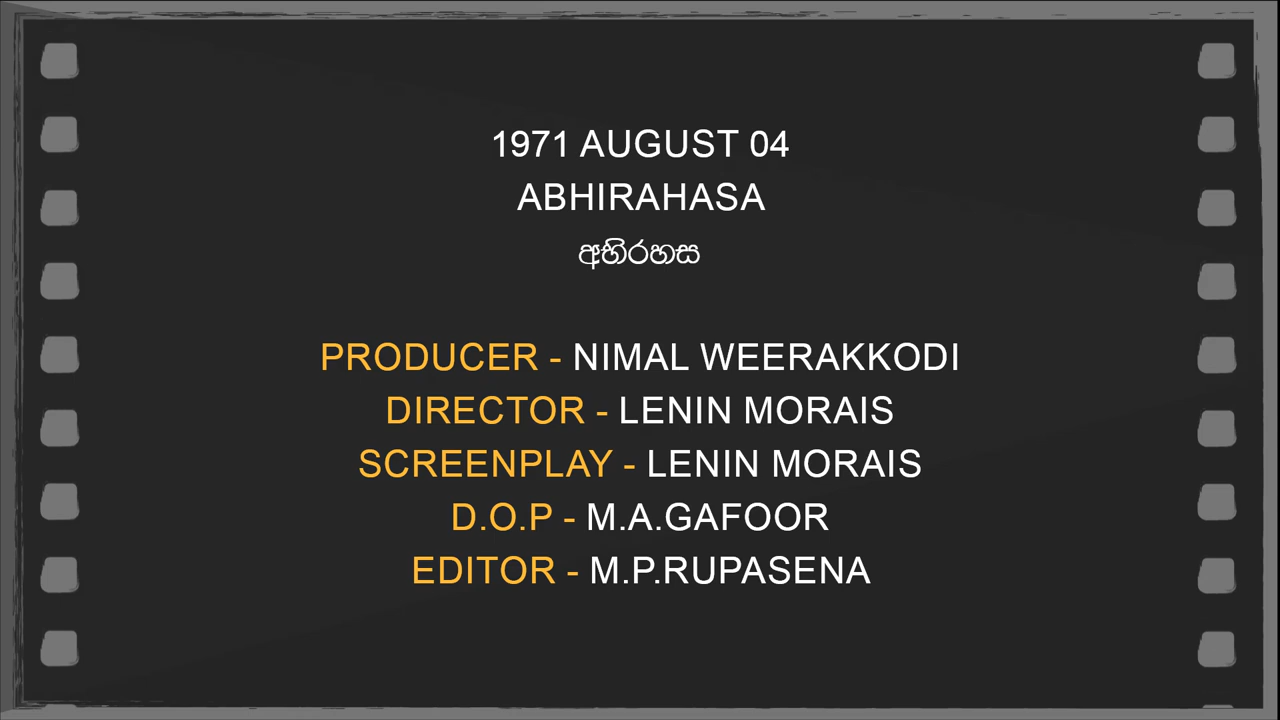 1971 AUGUST 04
ABHIRAHASA
අභිරහස
PRODUCER - NIMAL WEERAKKODI
DIRECTOR - LENIN MORAIS
SCREENPLAY - LENIN MORAIS
D.O.P - M.A.GAFOOR
EDITOR - M.P.RUPASENA